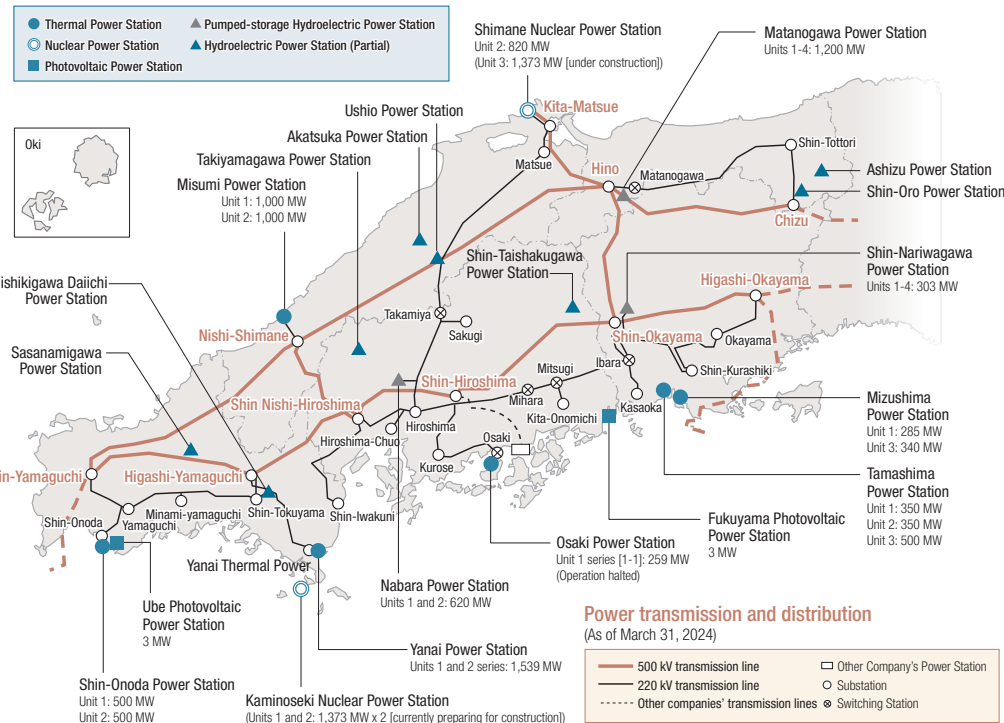 Thermal Power Station
Pumped-storage Hydroelectric Power Station
Nuclear Power Station
Hydroelectric Power Station (Partial)
Photovoltaic Power Station
Shimane Nuclear Power Station
Unit 2: 820 MW
(Unit 3: 1,373 MW [under construction])
Matanogawa Power Station
Units 1-4: 1,200 MW
Oki
Ushio Power Station
Akatsuka Power Station
Takiyamagawa Power Station
Misumi Power Station
Unit 1: 1,000 MW
Unit 2: 1,000 MW
Kita-Matsue
Matsue
Hino
Matanogawa
Shin-Tottori
Ashizu Power Station
Shin-Oro Power Station
Chizu
ishikigawa Daiichi
Power Station
Sasanamigawa
Power Station
Shin-Taishakugawa
Power Station
Shin-Nariwagawa
Power Station
Units 1-4: 303 MW
Higashi-Okayama
Nishi-Shimane
Takamiya
Sakugi
Shin-Okayama
Okayama
Ibara
Shin-Kurashiki
Mitsugi
Shin-Hiroshima
Shin Nishi-Hiroshima
Mihara
Kasaoka
Hiroshima
Kita-Onomichi
Hiroshima-Chuo
Osaki
Kurose
Mizushima
Power Station
Unit 1: 285 MW
Unit 3: 340 MW
in-Yamaguchi
Higashi-Yamaguchi
Tamashima
Power Station
Unit 1: 350 MW
Unit 2: 350 MW
Unit 3: 500 MW
Shin-Onoda
Yamaguchi
Minami-yamaguchi
Shin-Tokuyama
Shin-Iwakuni
Fukuyama Photovoltaic
Power Station
3 MW
Osaki Power Station
Unit 1 series [1-1]: 259 MW
(Operation halted)
Yanai Thermal Power
Nabara Power Station
Units 1 and 2: 620 MW
Ube Photovoltaic
Power Station
3 MW
Yanai Power Station
Units 1 and 2 series: 1,539 MW
Shin-Onoda Power Station
Unit 1: 500 MW
Unit 2: 500 MW
Kaminoseki Nuclear Power Station
(Units 1 and 2: 1,373 MW x 2 [currently preparing for construction])
Power transmission and distribution
(As of March 31, 2024)
500 kV transmission line
Other Company's Power Station
220 kV transmission line
Substation
Other companies' transmission lines
Switching Station